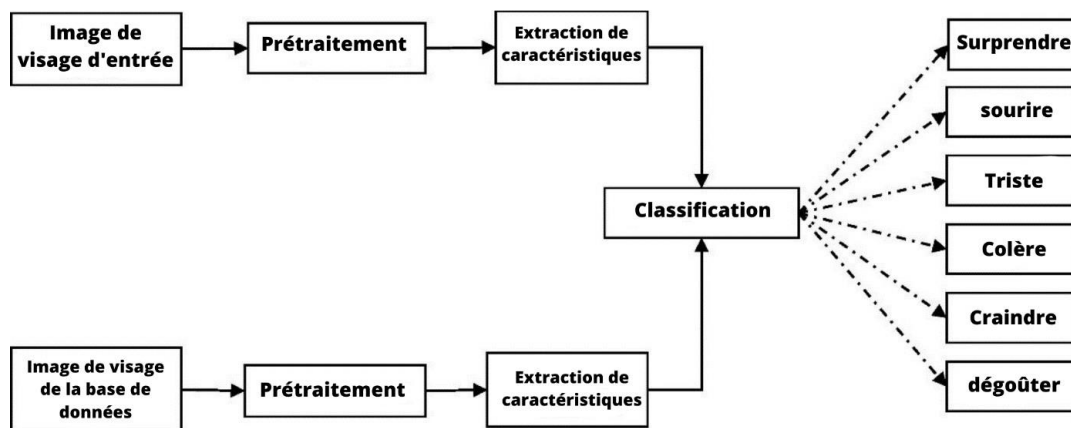 Image de
visage d'entrée
Prétraitement
Extraction de
caractéristiques
Surprendre
sourire
Triste
Classification
Colère
Craindre
Image de visage
de la base de
données
Prétraitement
Extraction de
caractéristiques
dégoûter